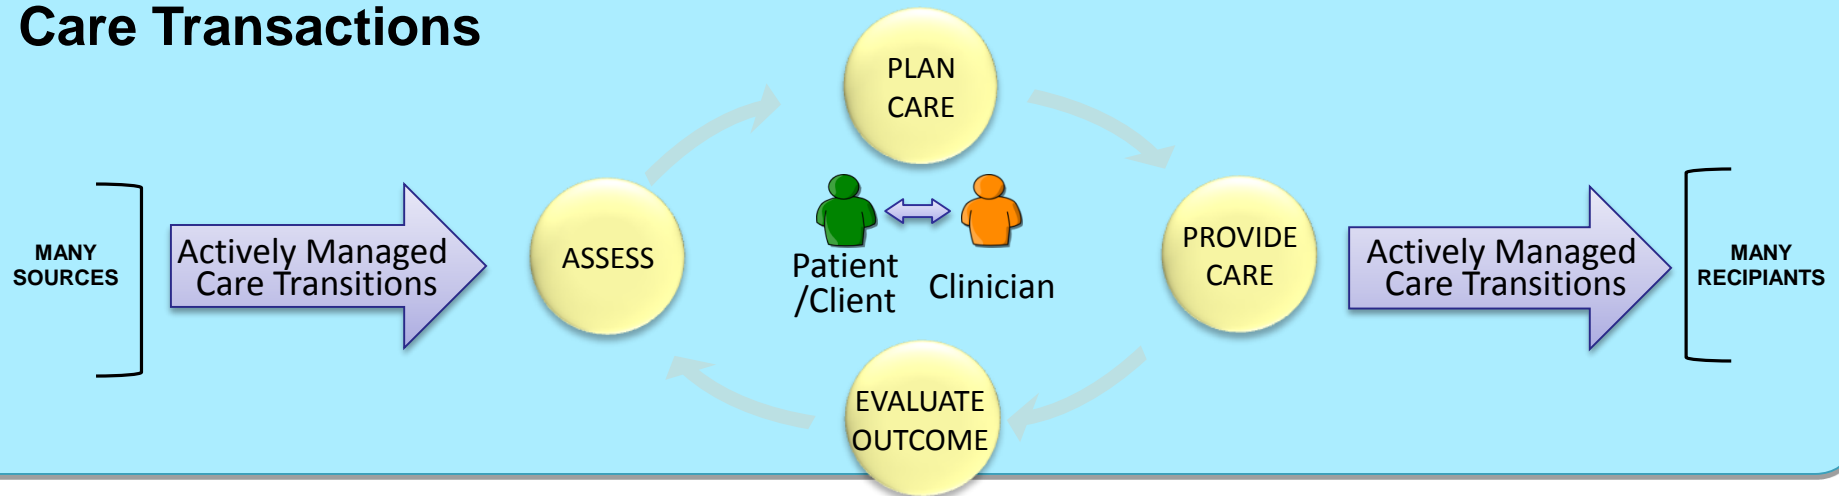 Care Transactions
PLAN
CARE
MANY
SOURCES
Actively Managed
Care Transitions
ASSESS
Patient
/Client
Clinician
PROVIDE
CARE
Actively Managed
Care Transitions
MANY
RECIPIANTS
EVALUATE
OUTCOME